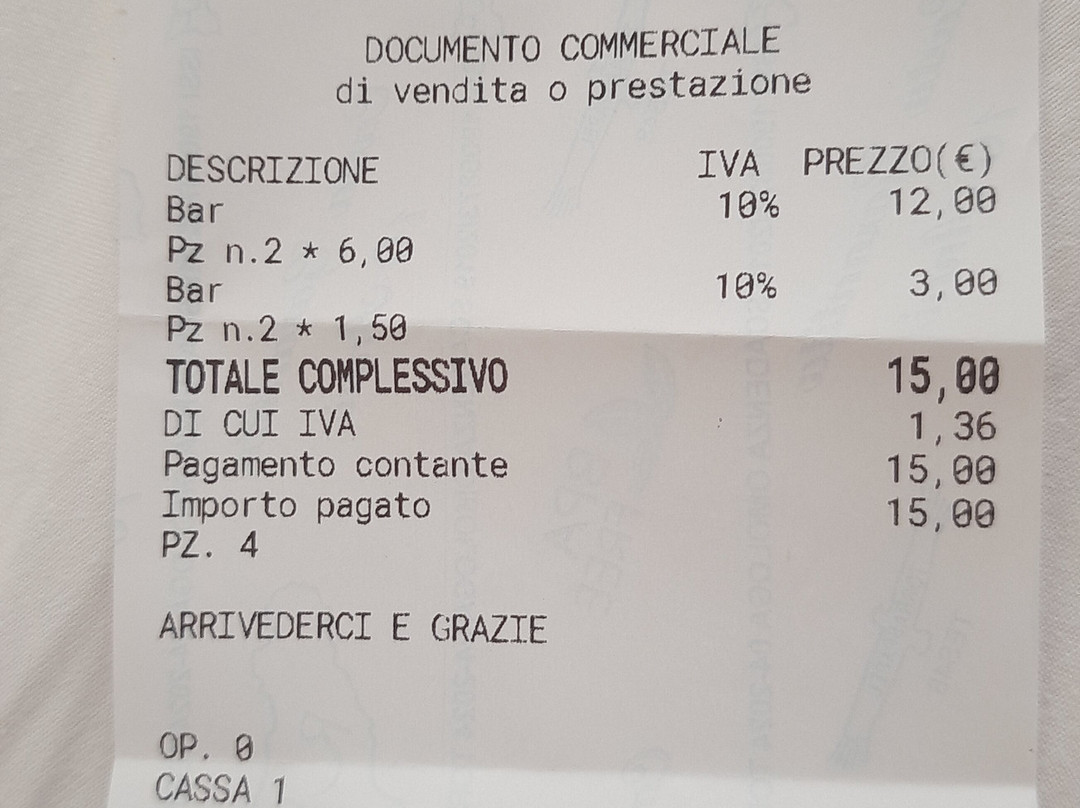 DOCUMENTO COMMERCIALE
di vendita o prestazione
DESCRIZIONE IVA PREZZO(€)
Bar 10% 12,00
Pz n.2 * 6,00
Bar 10% 3,00
Pz n.2 * 1,50
TOTALE COMPLESSIVO 15,00
DI CUI IVA 1,36
Pagamento contante 15,00
Importo pagato 15,00
PZ. 4
ARRIVEDERCI E GRAZIE
OP. 0
CASSA 1